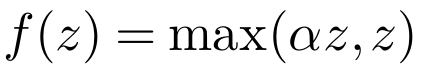 f(z) = max(αz, z)